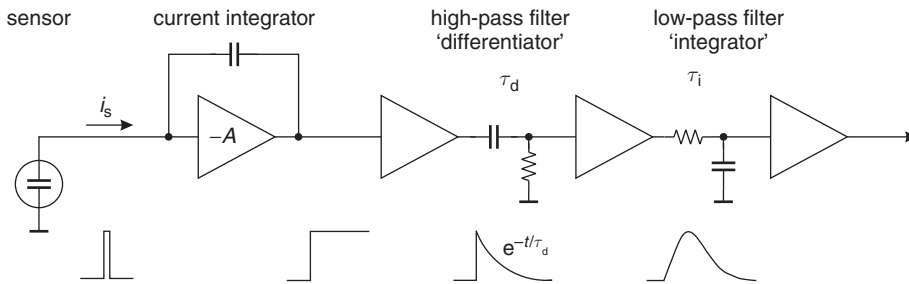 sensor
current integrator
high-pass filter
'differentiator'
low-pass filter
'integrator'
τd
τi
is
−A
e−t/τd